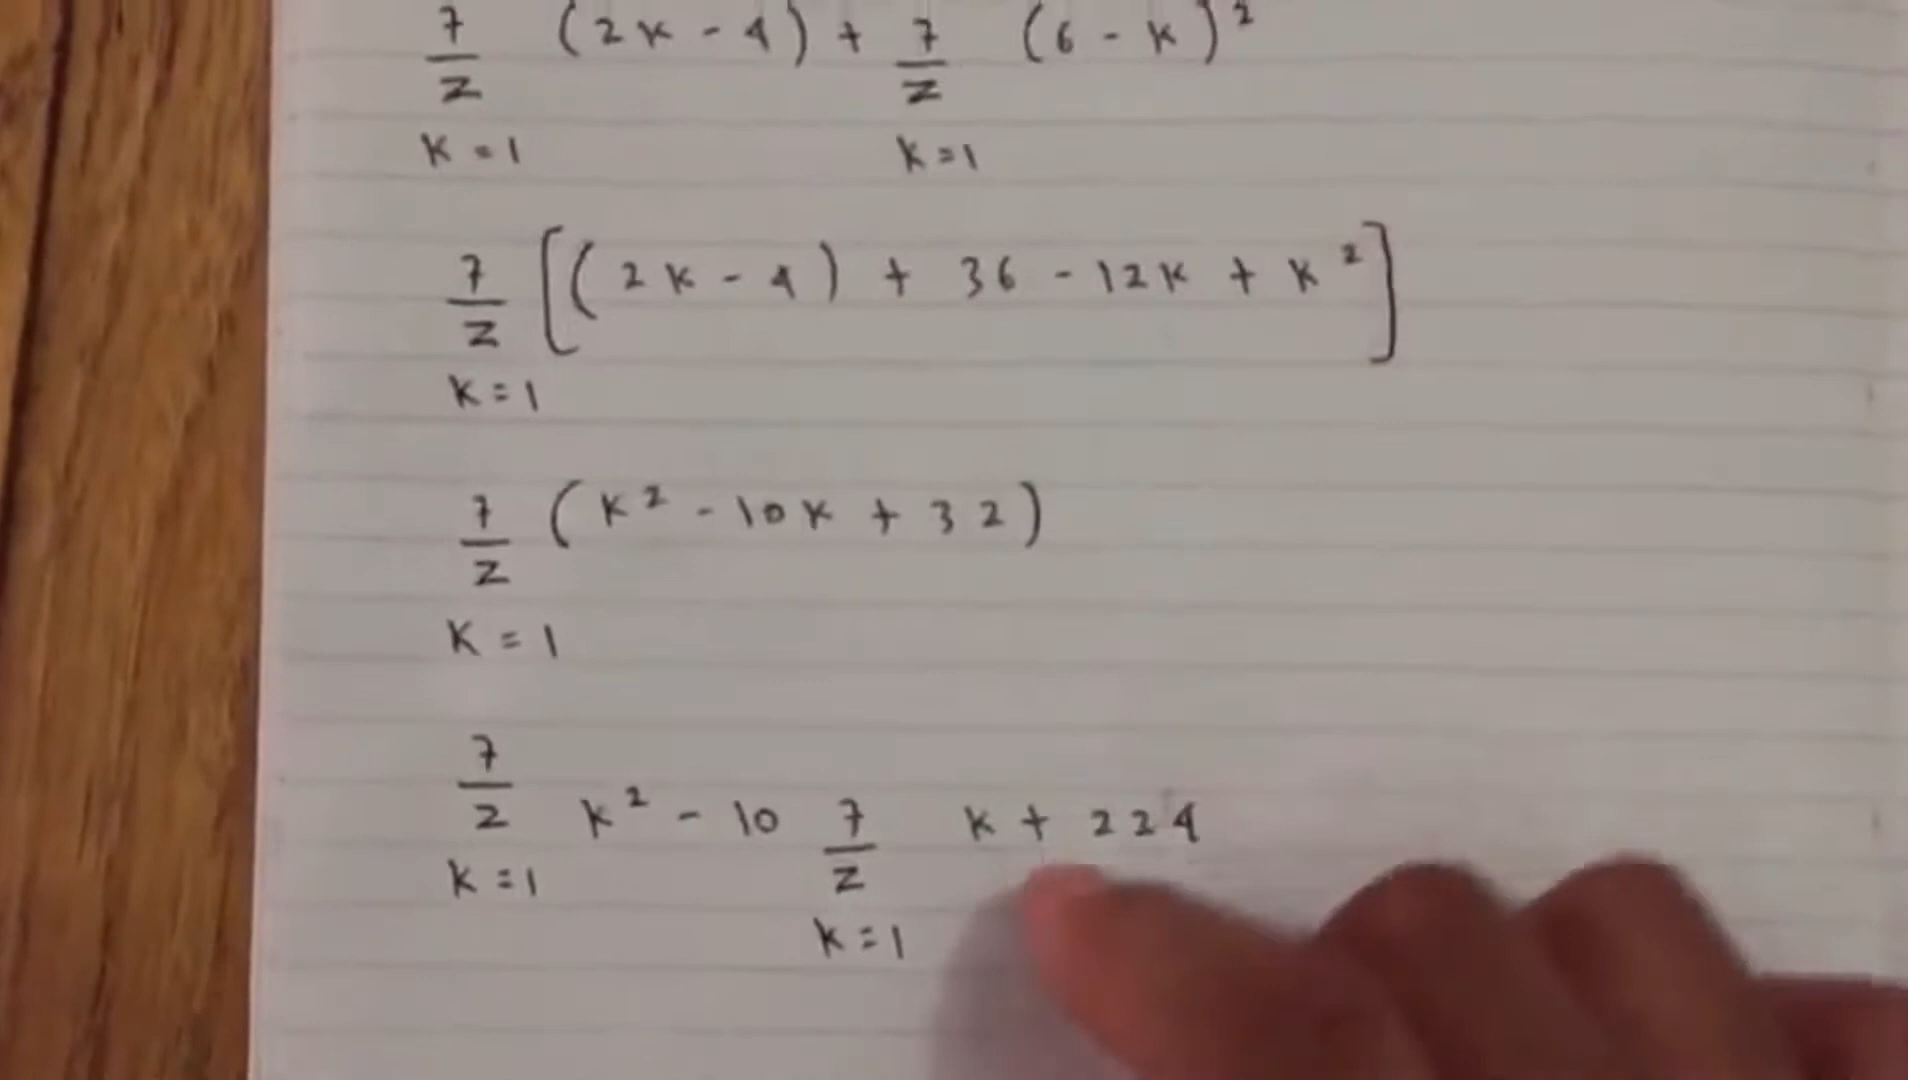 7 (2k - 4) + 7 (6 - k)²
Z Z
k = 1 k = 1
7 [(2k - 4) + 36 - 12k + k²]
Z
k = 1
7 (k² - 10k + 32)
Z
k = 1
7
Z k² - 10 7 k + 224
k = 1 Z
k = 1